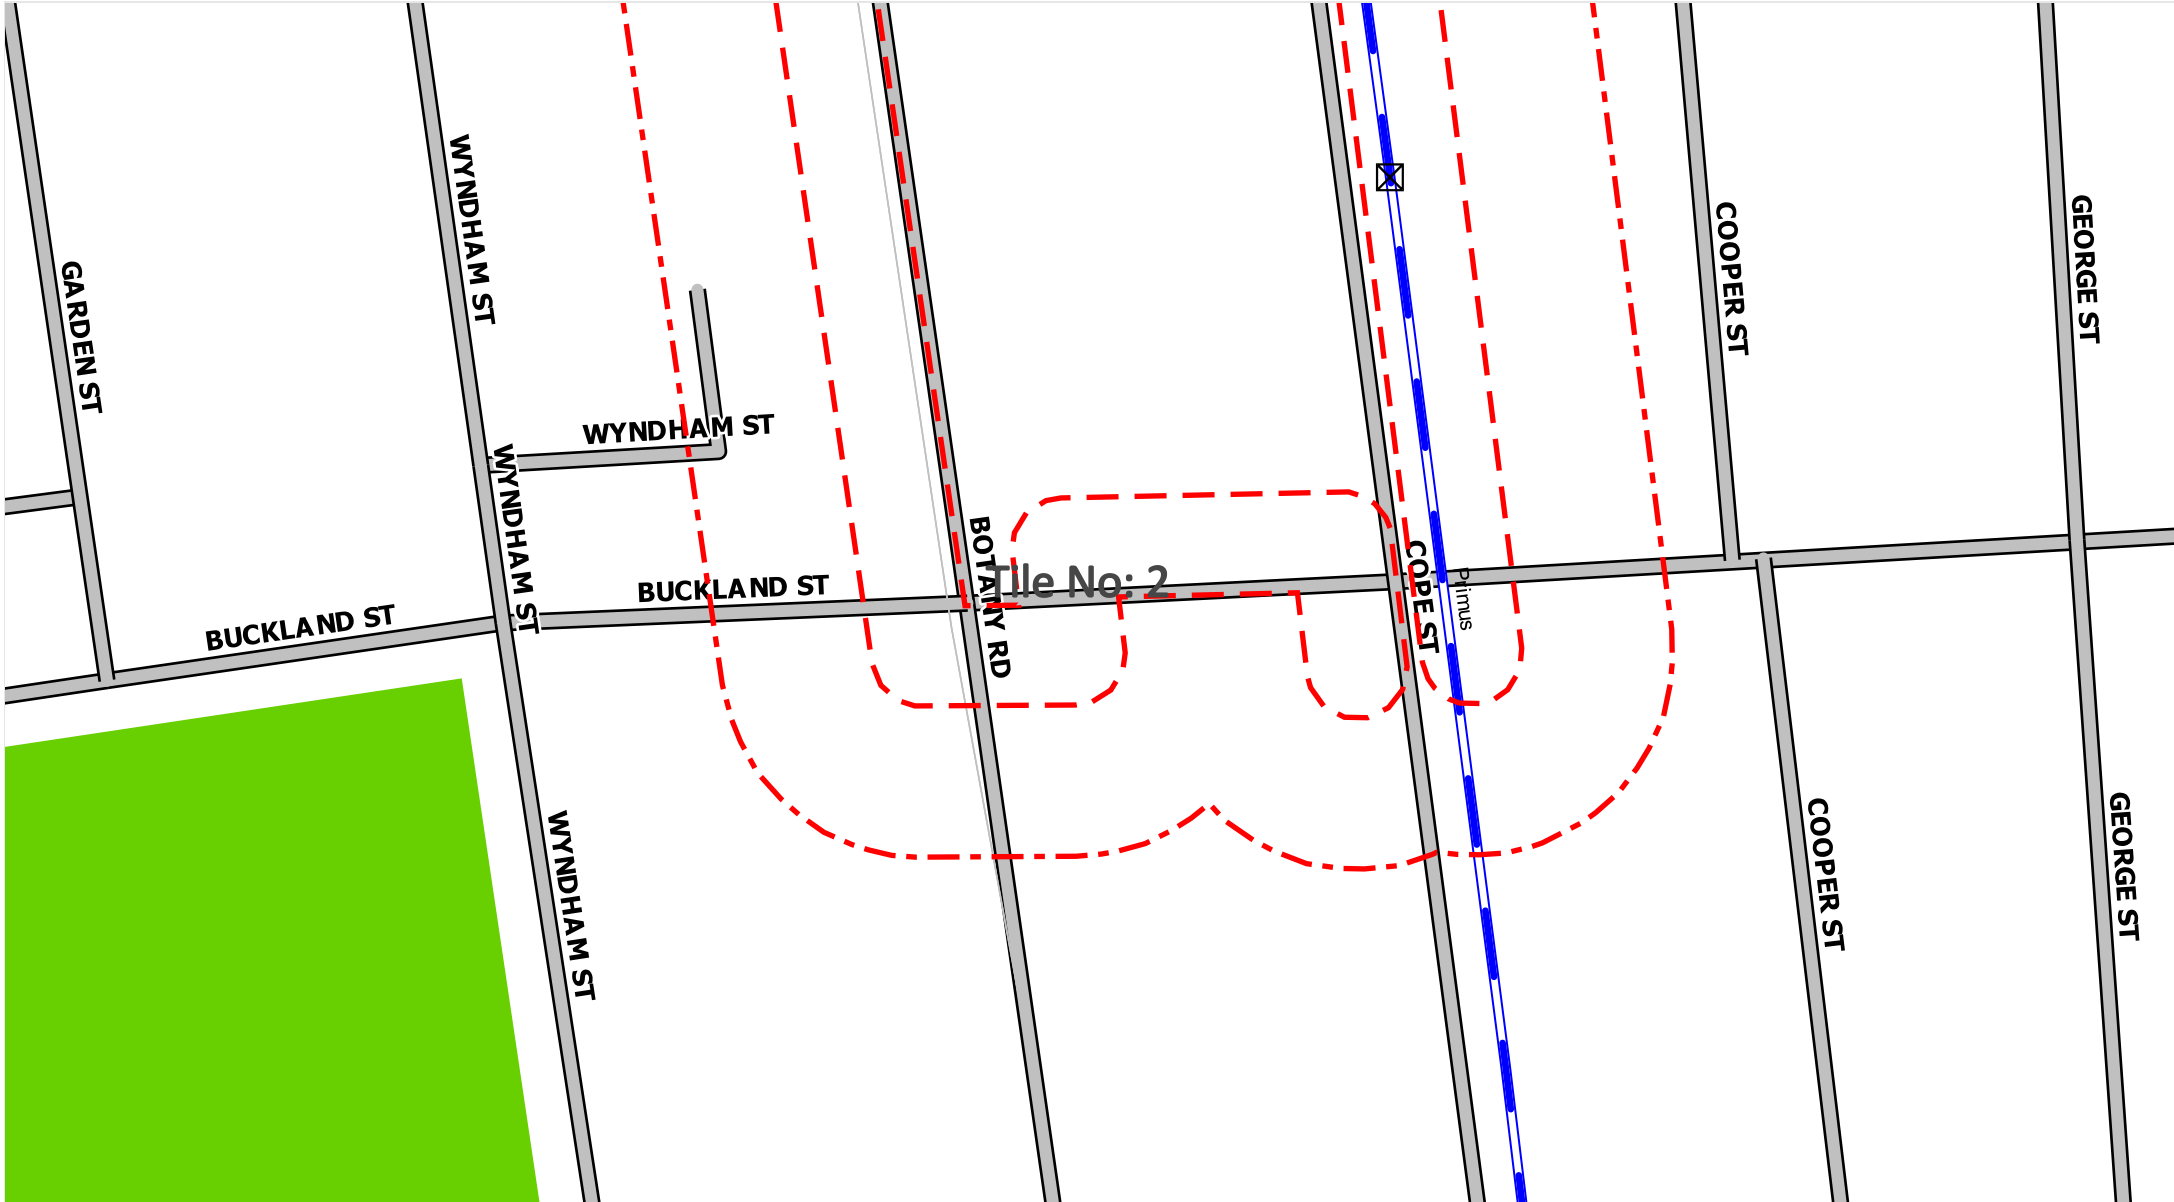 WYNDHAM ST
COOPER ST
GEORGE ST
GARDEN ST
WYNDHAM ST
WYNDHAM ST
BOTANY RD
COPE ST
Tile No: 2
Primus
BUCKLAND ST
BUCKLAND ST
WYNDHAM ST
COOPER ST
GEORGE ST